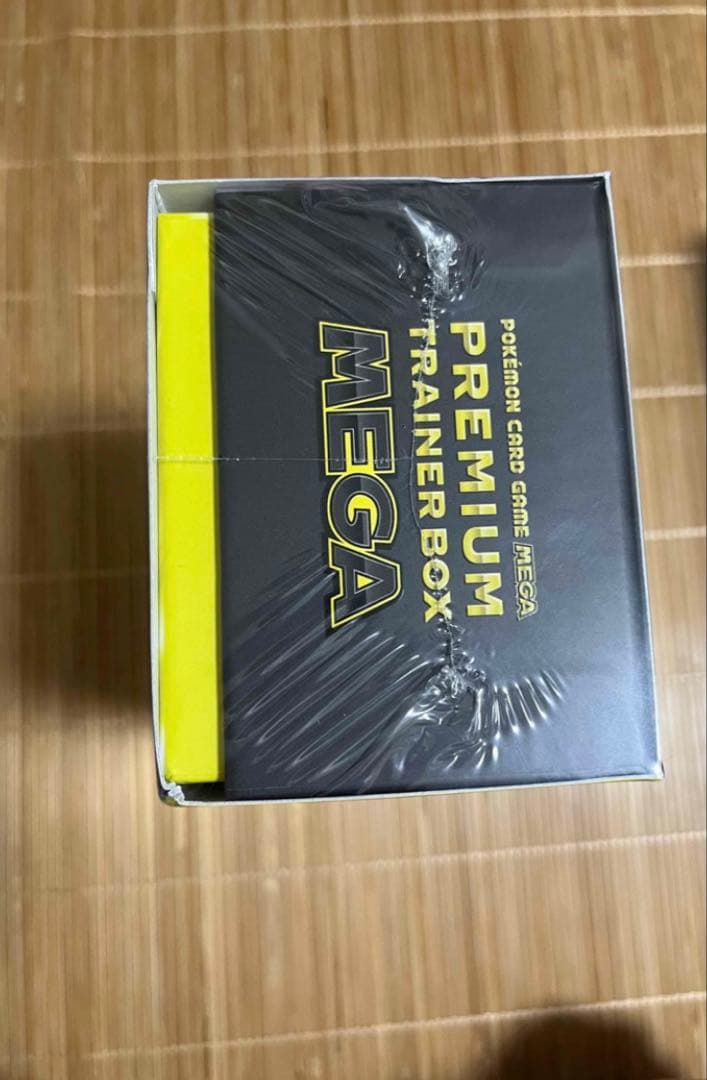 POKÉMON CARD GAME MEGA
PREMIUM
TRAINER BOX
MEGA